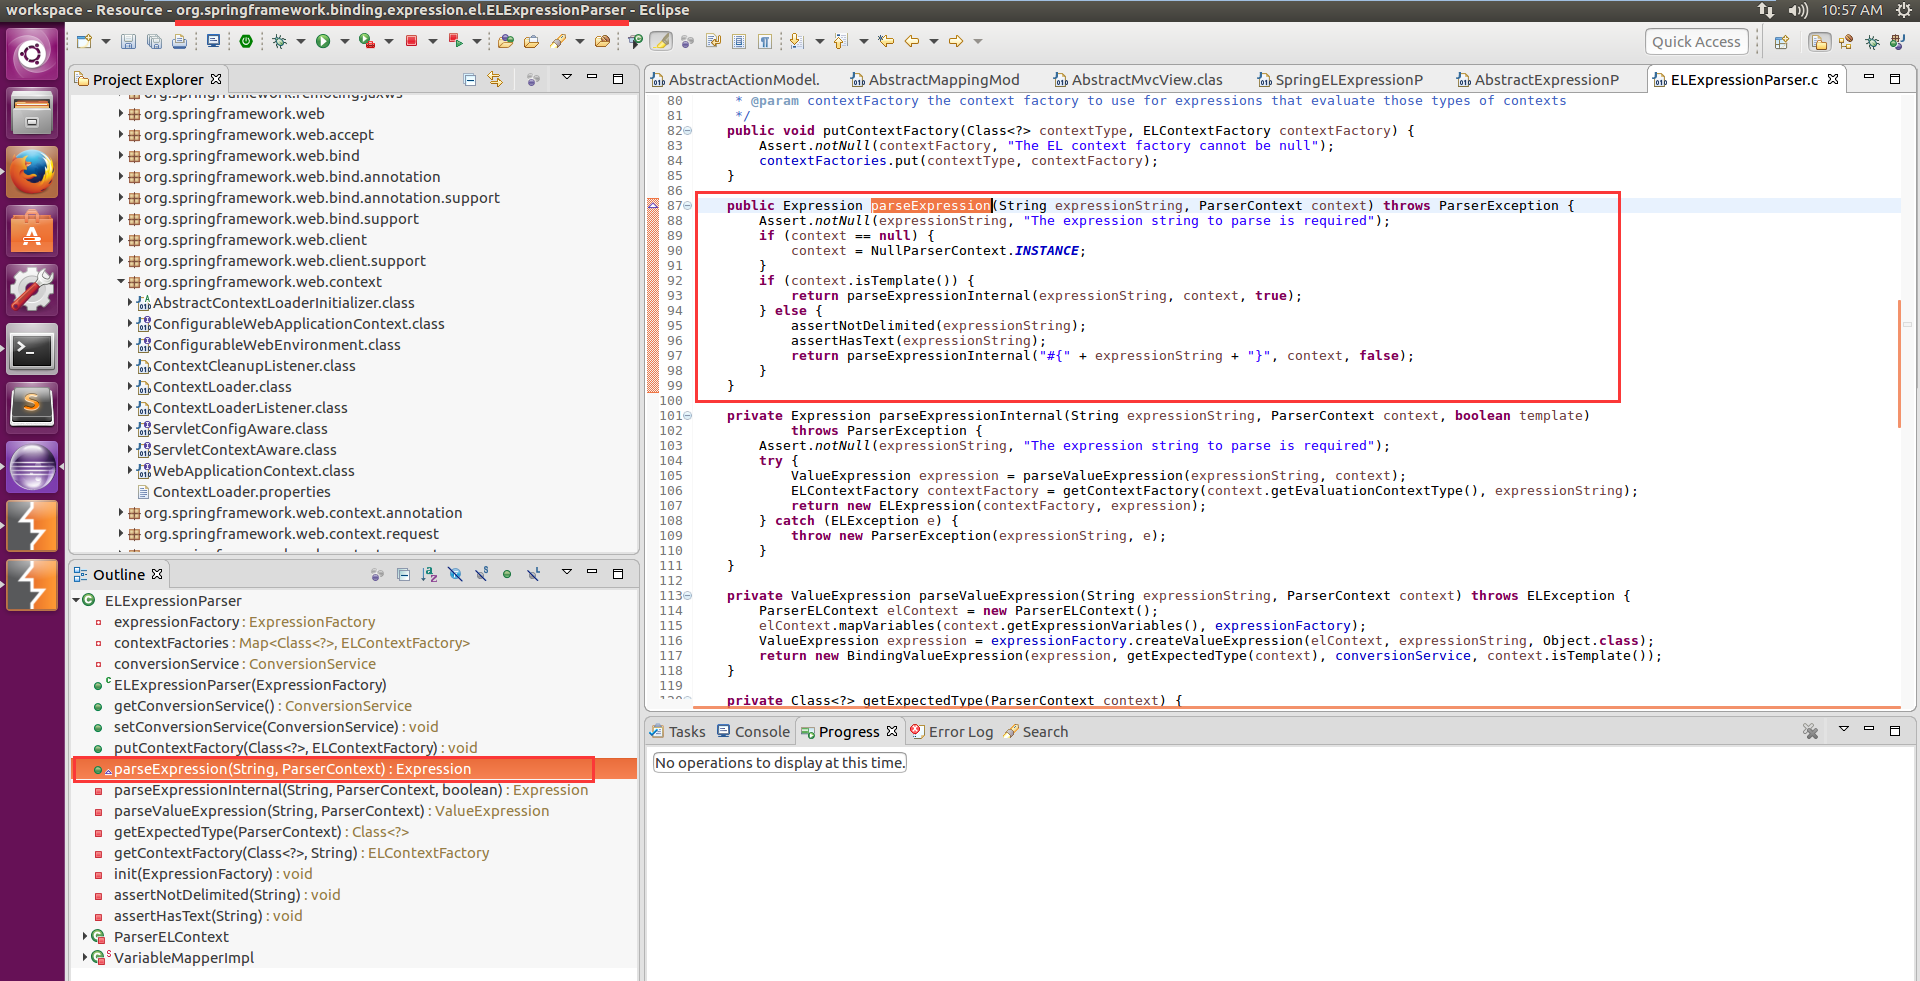 workspace - Resource - org.springframework.binding.expression.el.ELExpressionParser - Eclipse
10:57 AM
Quick Access
Project Explorer
org.springframework.remoting.jaxws
org.springframework.web
org.springframework.web.accept
org.springframework.web.bind
org.springframework.web.bind.annotation
org.springframework.web.bind.annotation.support
org.springframework.web.bind.support
org.springframework.web.client
org.springframework.web.client.support
org.springframework.web.context
AbstractContextLoaderInitializer.class
ConfigurableWebApplicationContext.class
ConfigurableWebEnvironment.class
ContextCleanupListener.class
ContextLoader.class
ContextLoaderListener.class
ServletConfigAware.class
ServletContextAware.class
WebApplicationContext.class
ContextLoader.properties
org.springframework.web.context.annotation
org.springframework.web.context.request
Outline
ELExpressionParser
expressionFactory : ExpressionFactory
contextFactories : Map<Class<?>, ELContextFactory>
conversionService : ConversionService
ELExpressionParser(ExpressionFactory)
getConversionService() : ConversionService
setConversionService(ConversionService) : void
putContextFactory(Class<?>, ELContextFactory) : void
parseExpression(String, ParserContext) : Expression
parseExpressionInternal(String, ParserContext, boolean) : Expression
parseValueExpression(String, ParserContext) : ValueExpression
getExpectedType(ParserContext) : Class<?>
getContextFactory(Class<?>, String) : ELContextFactory
init(ExpressionFactory) : void
assertNotDelimited(String) : void
assertHasText(String) : void
ParserELContext
VariableMapperImpl
AbstractActionModel. AbstractMappingMod AbstractMvcView.clas SpringELExpressionP AbstractExpressionP ELExpressionParser.c
80 * @param contextFactory the context factory to use for expressions that evaluate those types of contexts
81 */
82 public void putContextFactory(Class<?> contextType, ELContextFactory contextFactory) {
83 Assert.notNull(contextFactory, "The EL context factory cannot be null");
84 contextFactories.put(contextType, contextFactory);
85 }
86
87 public Expression parseExpression(String expressionString, ParserContext context) throws ParserException {
88 Assert.notNull(expressionString, "The expression string to parse is required");
89 if (context == null) {
90 context = NullParserContext.INSTANCE;
91 }
92 if (context.isTemplate()) {
93 return parseExpressionInternal(expressionString, context, true);
94 } else {
95 assertNotDelimited(expressionString);
96 assertHasText(expressionString);
97 return parseExpressionInternal("#{" + expressionString + "}", context, false);
98 }
99 }
100
101 private Expression parseExpressionInternal(String expressionString, ParserContext context, boolean template)
102 throws ParserException {
103 Assert.notNull(expressionString, "The expression string to parse is required");
104 try {
105 ValueExpression expression = parseValueExpression(expressionString, context);
106 ELContextFactory contextFactory = getContextFactory(context.getEvaluationContextType(), expressionString);
107 return new ELExpression(contextFactory, expression);
108 } catch (ELException e) {
109 throw new ParserException(expressionString, e);
110 }
111 }
112
113 private ValueExpression parseValueExpression(String expressionString, ParserContext context) throws ELException {
114 ParserELContext elContext = new ParserELContext();
115 elContext.mapVariables(context.getExpressionVariables(), expressionFactory);
116 ValueExpression expression = expressionFactory.createValueExpression(elContext, expressionString, Object.class);
117 return new BindingValueExpression(expression, getExpectedType(context), conversionService, context.isTemplate());
118 }
119
120 private Class<?> getExpectedType(ParserContext context) {
Tasks Console Progress Error Log Search
No operations to display at this time.